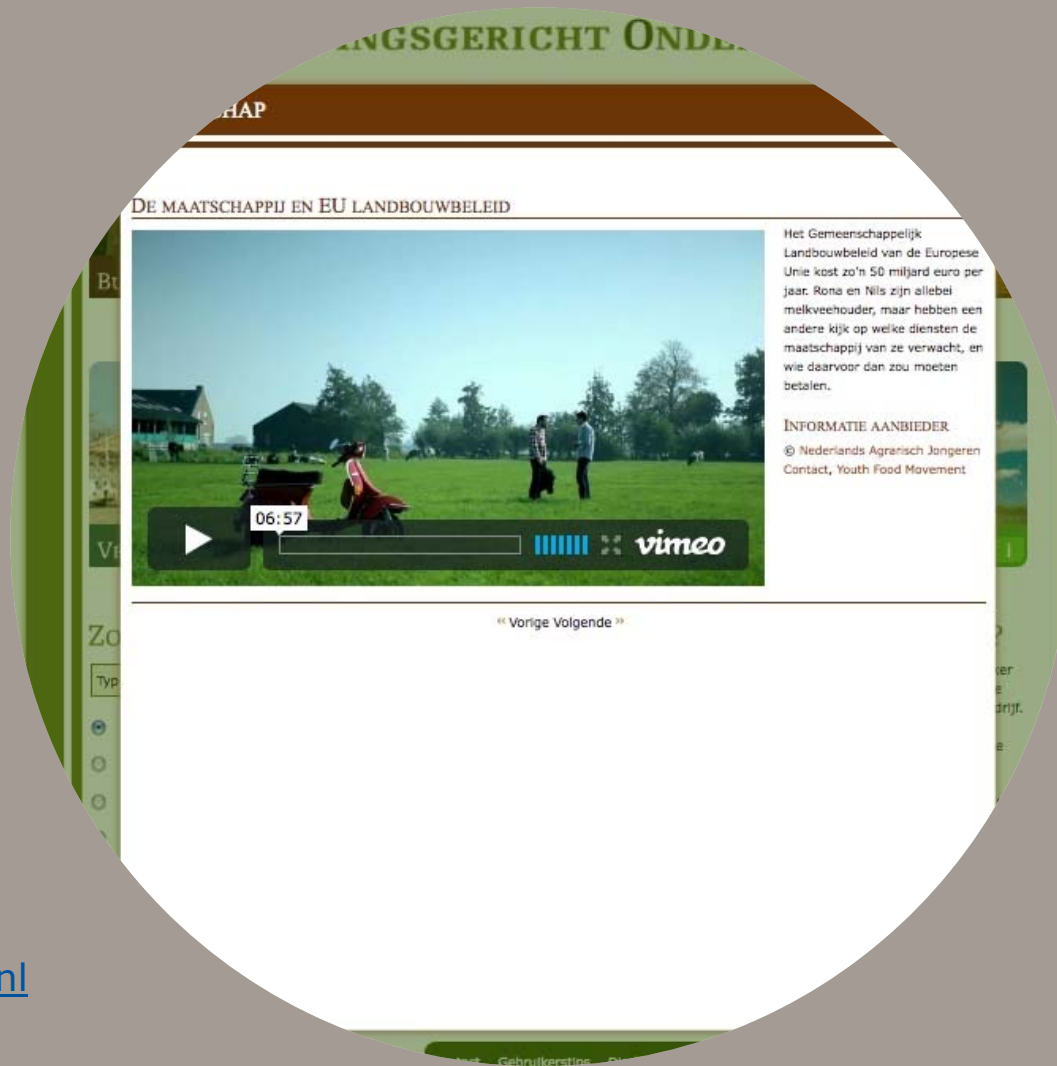 NGSGERICHT OND
HAP
DE MAATSCHAPPIJ EN EU LANDBOUWBELEID
Het Gemeenschappelijk
Landbouwbeleid van de Europese
Unie kost zo'n 50 miljard euro per
jaar. Rona en Nils zijn allebei
melkveehouder, maar hebben een
andere kijk op welke diensten de
maatschappij van ze verwacht, en
wie daarvoor dan zou moeten
betalen.
INFORMATIE AANBIEDER
© Nederlands Agrarisch Jongeren
Contact, Youth Food Movement
06:57
vimeo
« Vorige Volgende »
Zo
Typ
drijf.
nl
Gebruikerstips